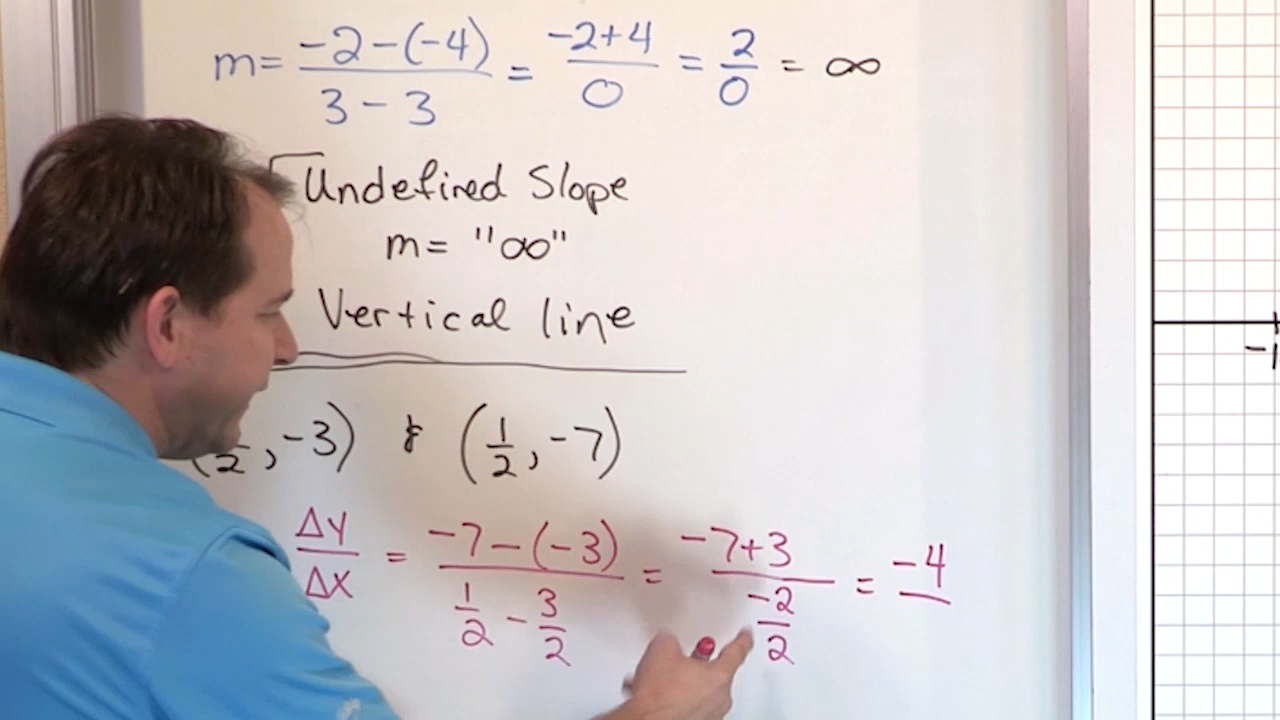 m = -2-(-4)/3-3 = -2+4/0 = 2/0 = ∞
Undefined Slope
m = "∞"
Vertical line
2, -3) & (1/2, -7)
ΔY/ΔX = -7-(-3)/1/2 - 3/2 = -7+3/-2/2 = -4
-1